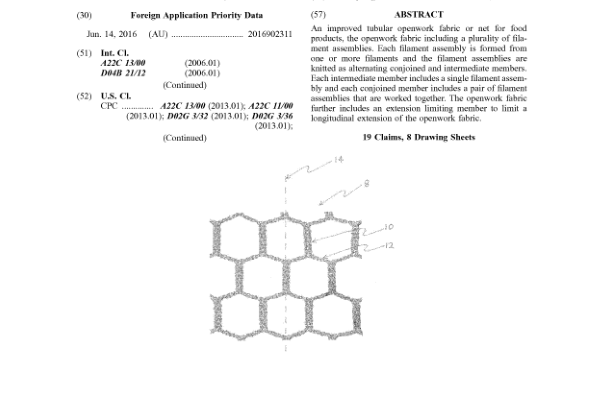 (30) Foreign Application Priority Data
Jun. 14, 2016 (AU) ................................ 2016902311
(51) Int. Cl.
A22C 13/00 (2006.01)
D04B 21/12 (2006.01)
(Continued)
(52) U.S. Cl.
CPC .............. A22C 13/00 (2013.01); A22C 11/00
(2013.01); D02G 3/32 (2013.01); D02G 3/36
(2013.01);
(Continued)
(57) ABSTRACT
An improved tubular openwork fabric or net for food
products, the openwork fabric including a plurality of fila-
ment assemblies. Each filament assembly is formed from
one or more filaments and the filament assemblies are
knitted as alternating conjoined and intermediate members.
Each intermediate member includes a single filament assem-
bly and each conjoined member includes a pair of filament
assemblies that are worked together. The openwork fabric
further includes an extension limiting member to limit a
longitudinal extension of the openwork fabric.
19 Claims, 8 Drawing Sheets
14
8
10
12